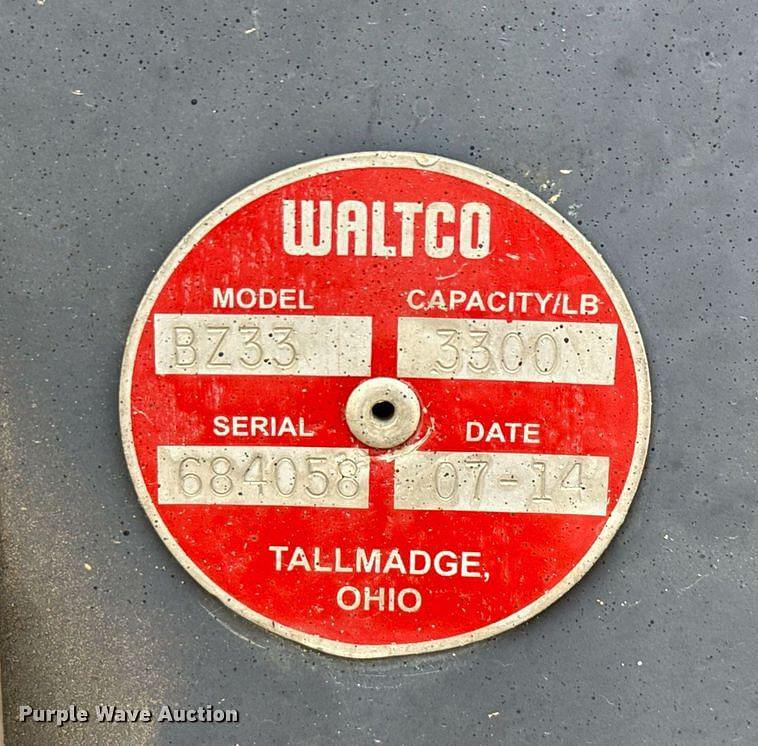 WALTCO
MODEL CAPACITY/LB
BZ33 3300
SERIAL DATE
684058 07-14
TALLMADGE,
OHIO
Purple Wave Auction